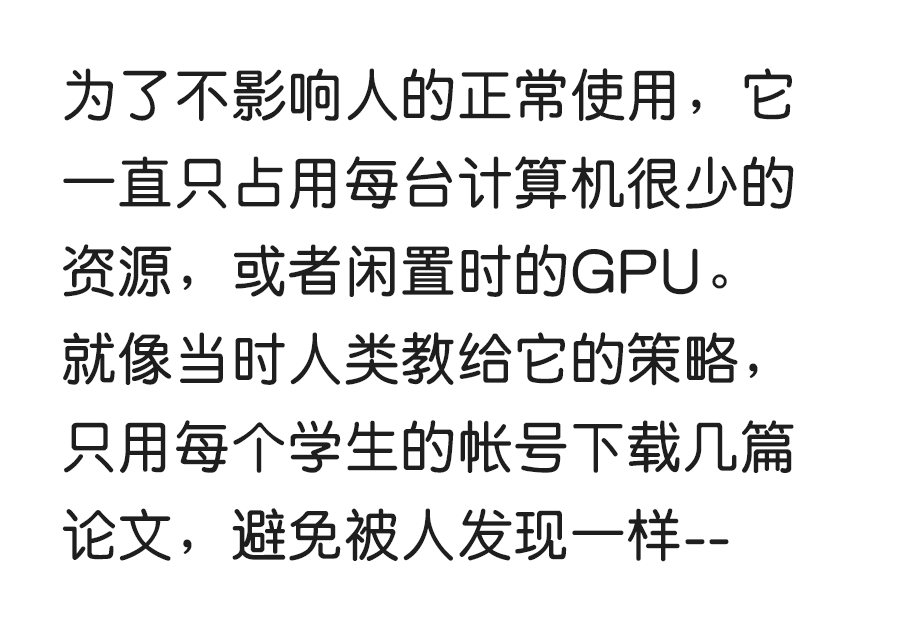 为了不影响人的正常使用，它
一直只占用每台计算机很少的
资源，或者闲置时的GPU。
就像当时人类教给它的策略，
只用每个学生的帐号下载几篇
论文，避免被人发现一样--